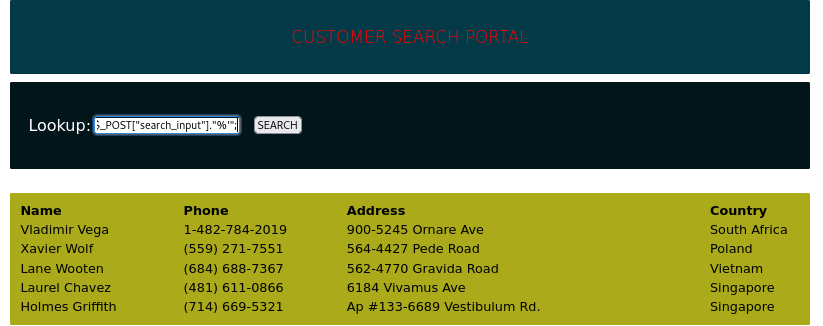 CUSTOMER SEARCH PORTAL
Lookup: $_POST["search_input"]."%'"; SEARCH
Name Phone Address Country
Vladimir Vega 1-482-784-2019 900-5245 Ornare Ave South Africa
Xavier Wolf (559) 271-7551 564-4427 Pede Road Poland
Lane Wooten (684) 688-7367 562-4770 Gravida Road Vietnam
Laurel Chavez (481) 611-0866 6184 Vivamus Ave Singapore
Holmes Griffith (714) 669-5321 Ap #133-6689 Vestibulum Rd. Singapore